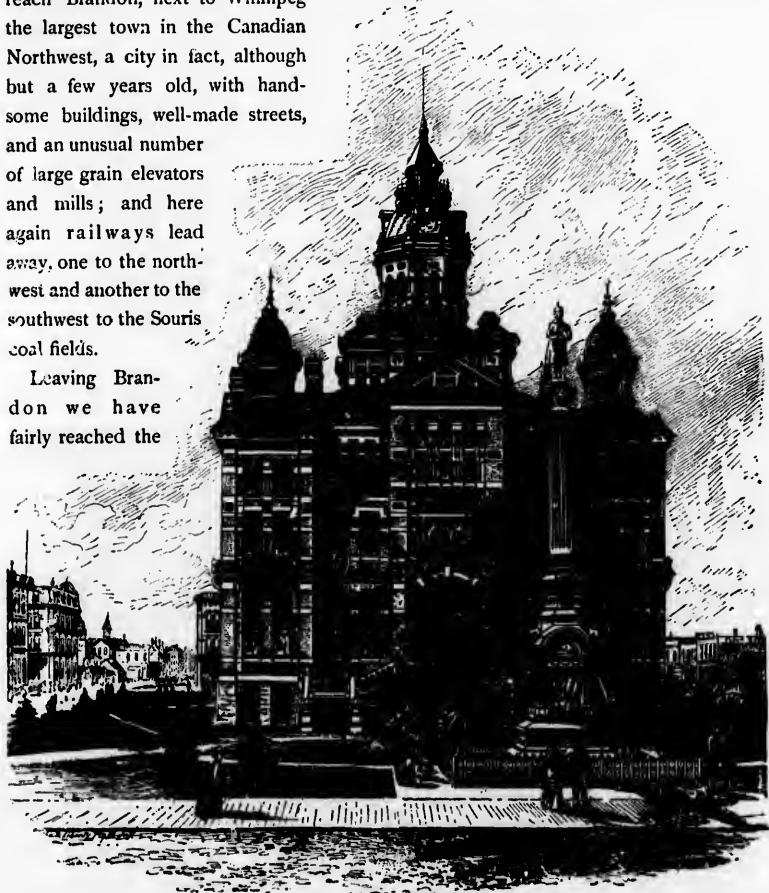 reach Brandon, next to Winnipeg
the largest town in the Canadian
Northwest, a city in fact, although
but a few years old, with hand-
some buildings, well-made streets,
and an unusual number
of large grain elevators
and mills; and here
again railways lead
away, one to the north-
west and another to the
southwest to the Souris
coal fields.
Leaving Bran-
don we have
fairly reached the